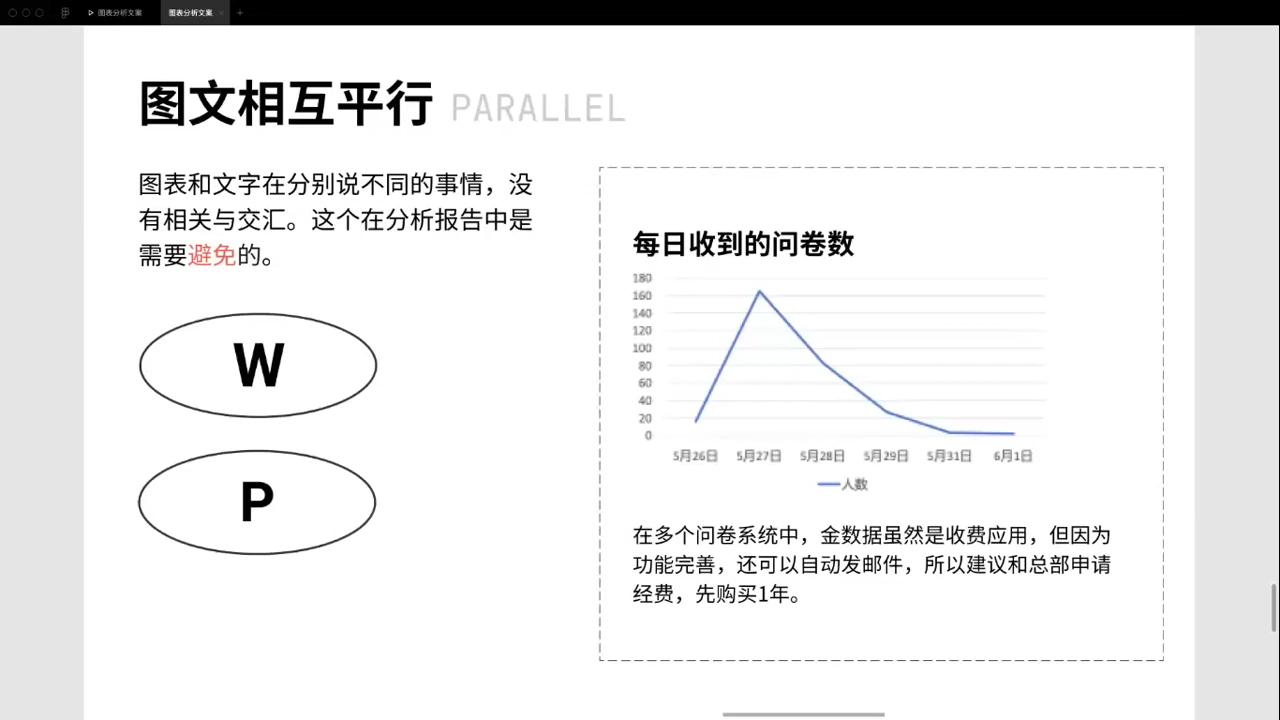 图表分析文案
图表分析文案
图文相互平行 PARALLEL
图表和文字在分别说不同的事情，没
有相关与交汇。这个在分析报告中是
需要避免的。
W
P
每日收到的问卷数
180
160
140
120
100
80
60
40
20
0
5月26日 5月27日 5月28日 5月29日 5月31日 6月1日
人数
在多个问卷系统中，金数据虽然是收费应用，但因为
功能完善，还可以自动发邮件，所以建议和总部申请
经费，先购买1年。